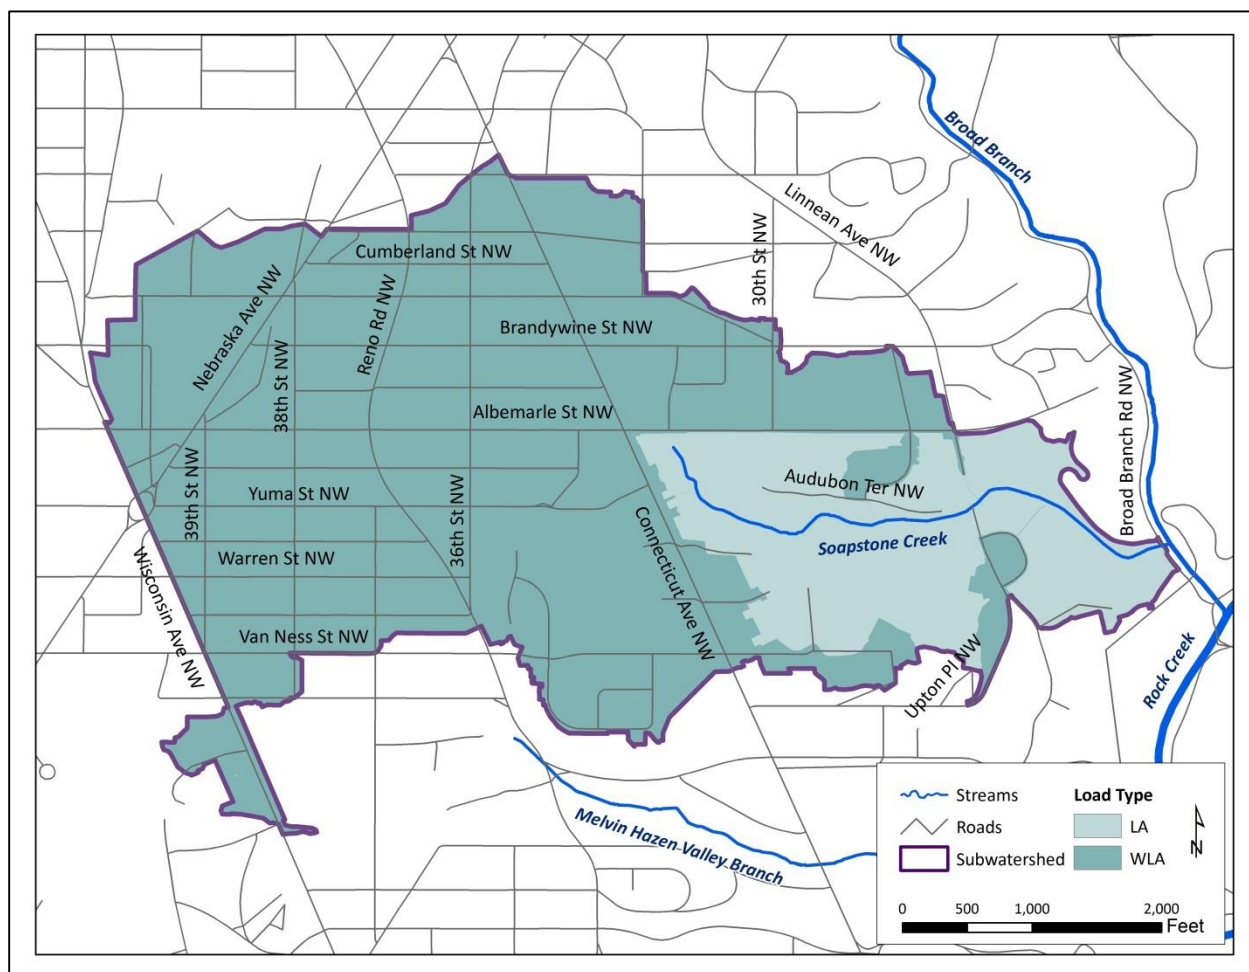 Broad Branch
Linnean Ave NW
30th St NW
Cumberland St NW
Nebraska Ave NW
Reno Rd NW
Brandywine St NW
38th St NW
Albemarle St NW
Broad Branch Rd NW
39th St NW
Yuma St NW
36th St NW
Audubon Ter NW
Soapstone Creek
Connecticut Ave NW
Warren St NW
Wisconsin Ave NW
Van Ness St NW
Upton Pl NW
Rock Creek
Melvin Hazen Valley Branch
Streams
Roads
Subwatershed
Load Type
LA
WLA
N
0 500 1,000 2,000
Feet